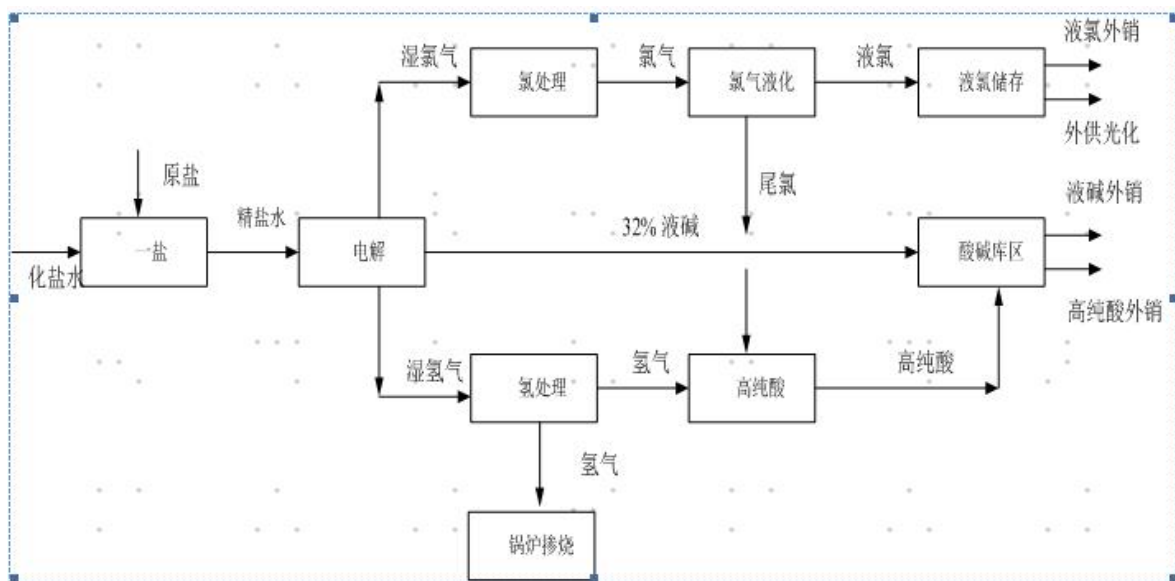 液氯外销
湿氯气
氯气
液氯
氯处理
氯气液化
液氯储存
外供光化
原盐
尾氯
液碱外销
精盐水
32% 液碱
一盐
电解
酸碱库区
化盐水
高纯酸外销
湿氢气
氢气
高纯酸
氢处理
高纯酸
氢气
锅炉掺烧